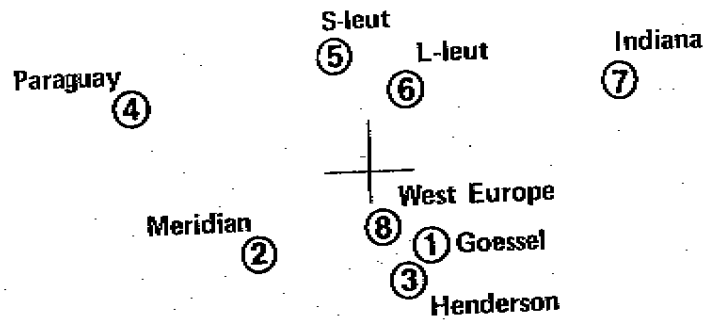 S-leut
5
L-leut
6
Indiana
7
Paraguay
4
West Europe
8
Meridian
2
1 Goessel
3
Henderson